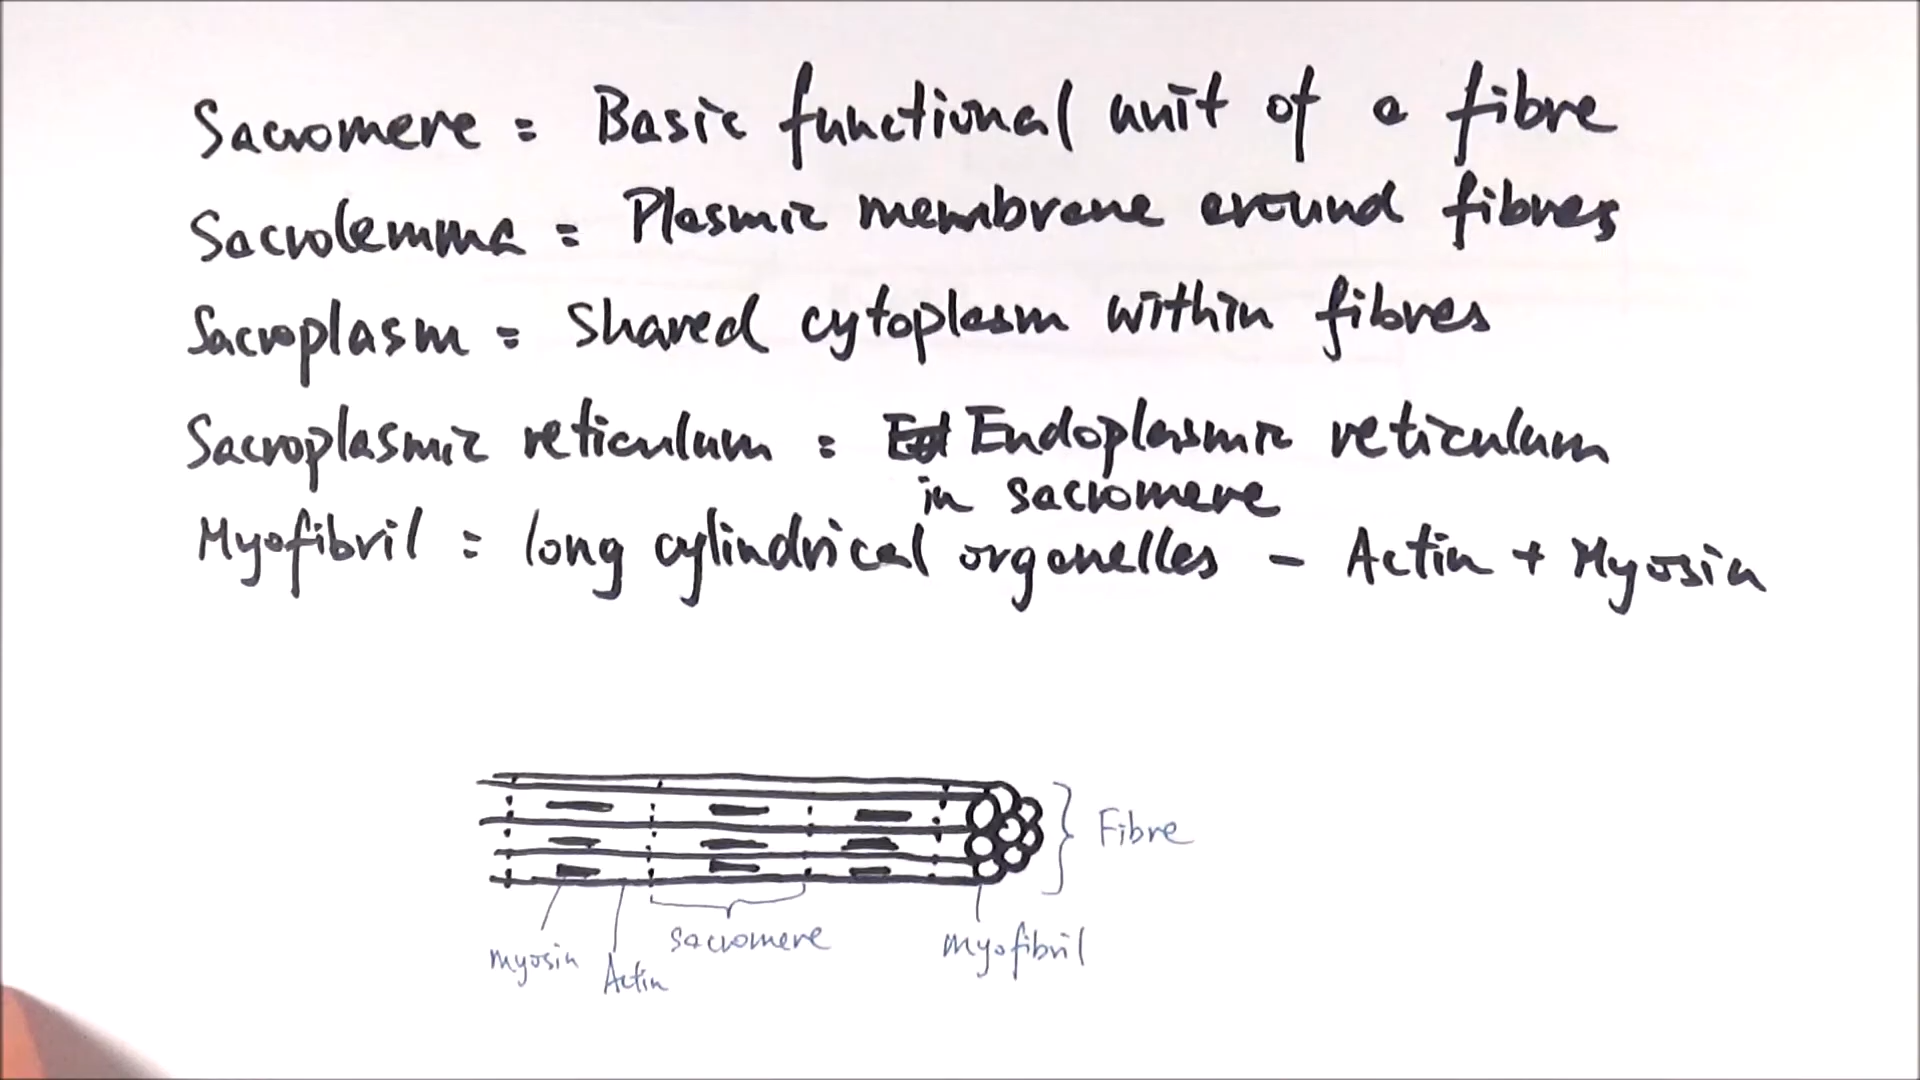 Sacromere = Basic functional unit of a fibre
Sacrolemma = Plasmic membrane around fibres
Sacroplasm = Shared cytoplasm within fibres
Sacroplasmic reticulum = Endoplasmic reticulum
in sacromere
Myofibril = long cylindrical organelles - Actin + Myosin
Fibre
myosin
Actin
sacromere
myofibril